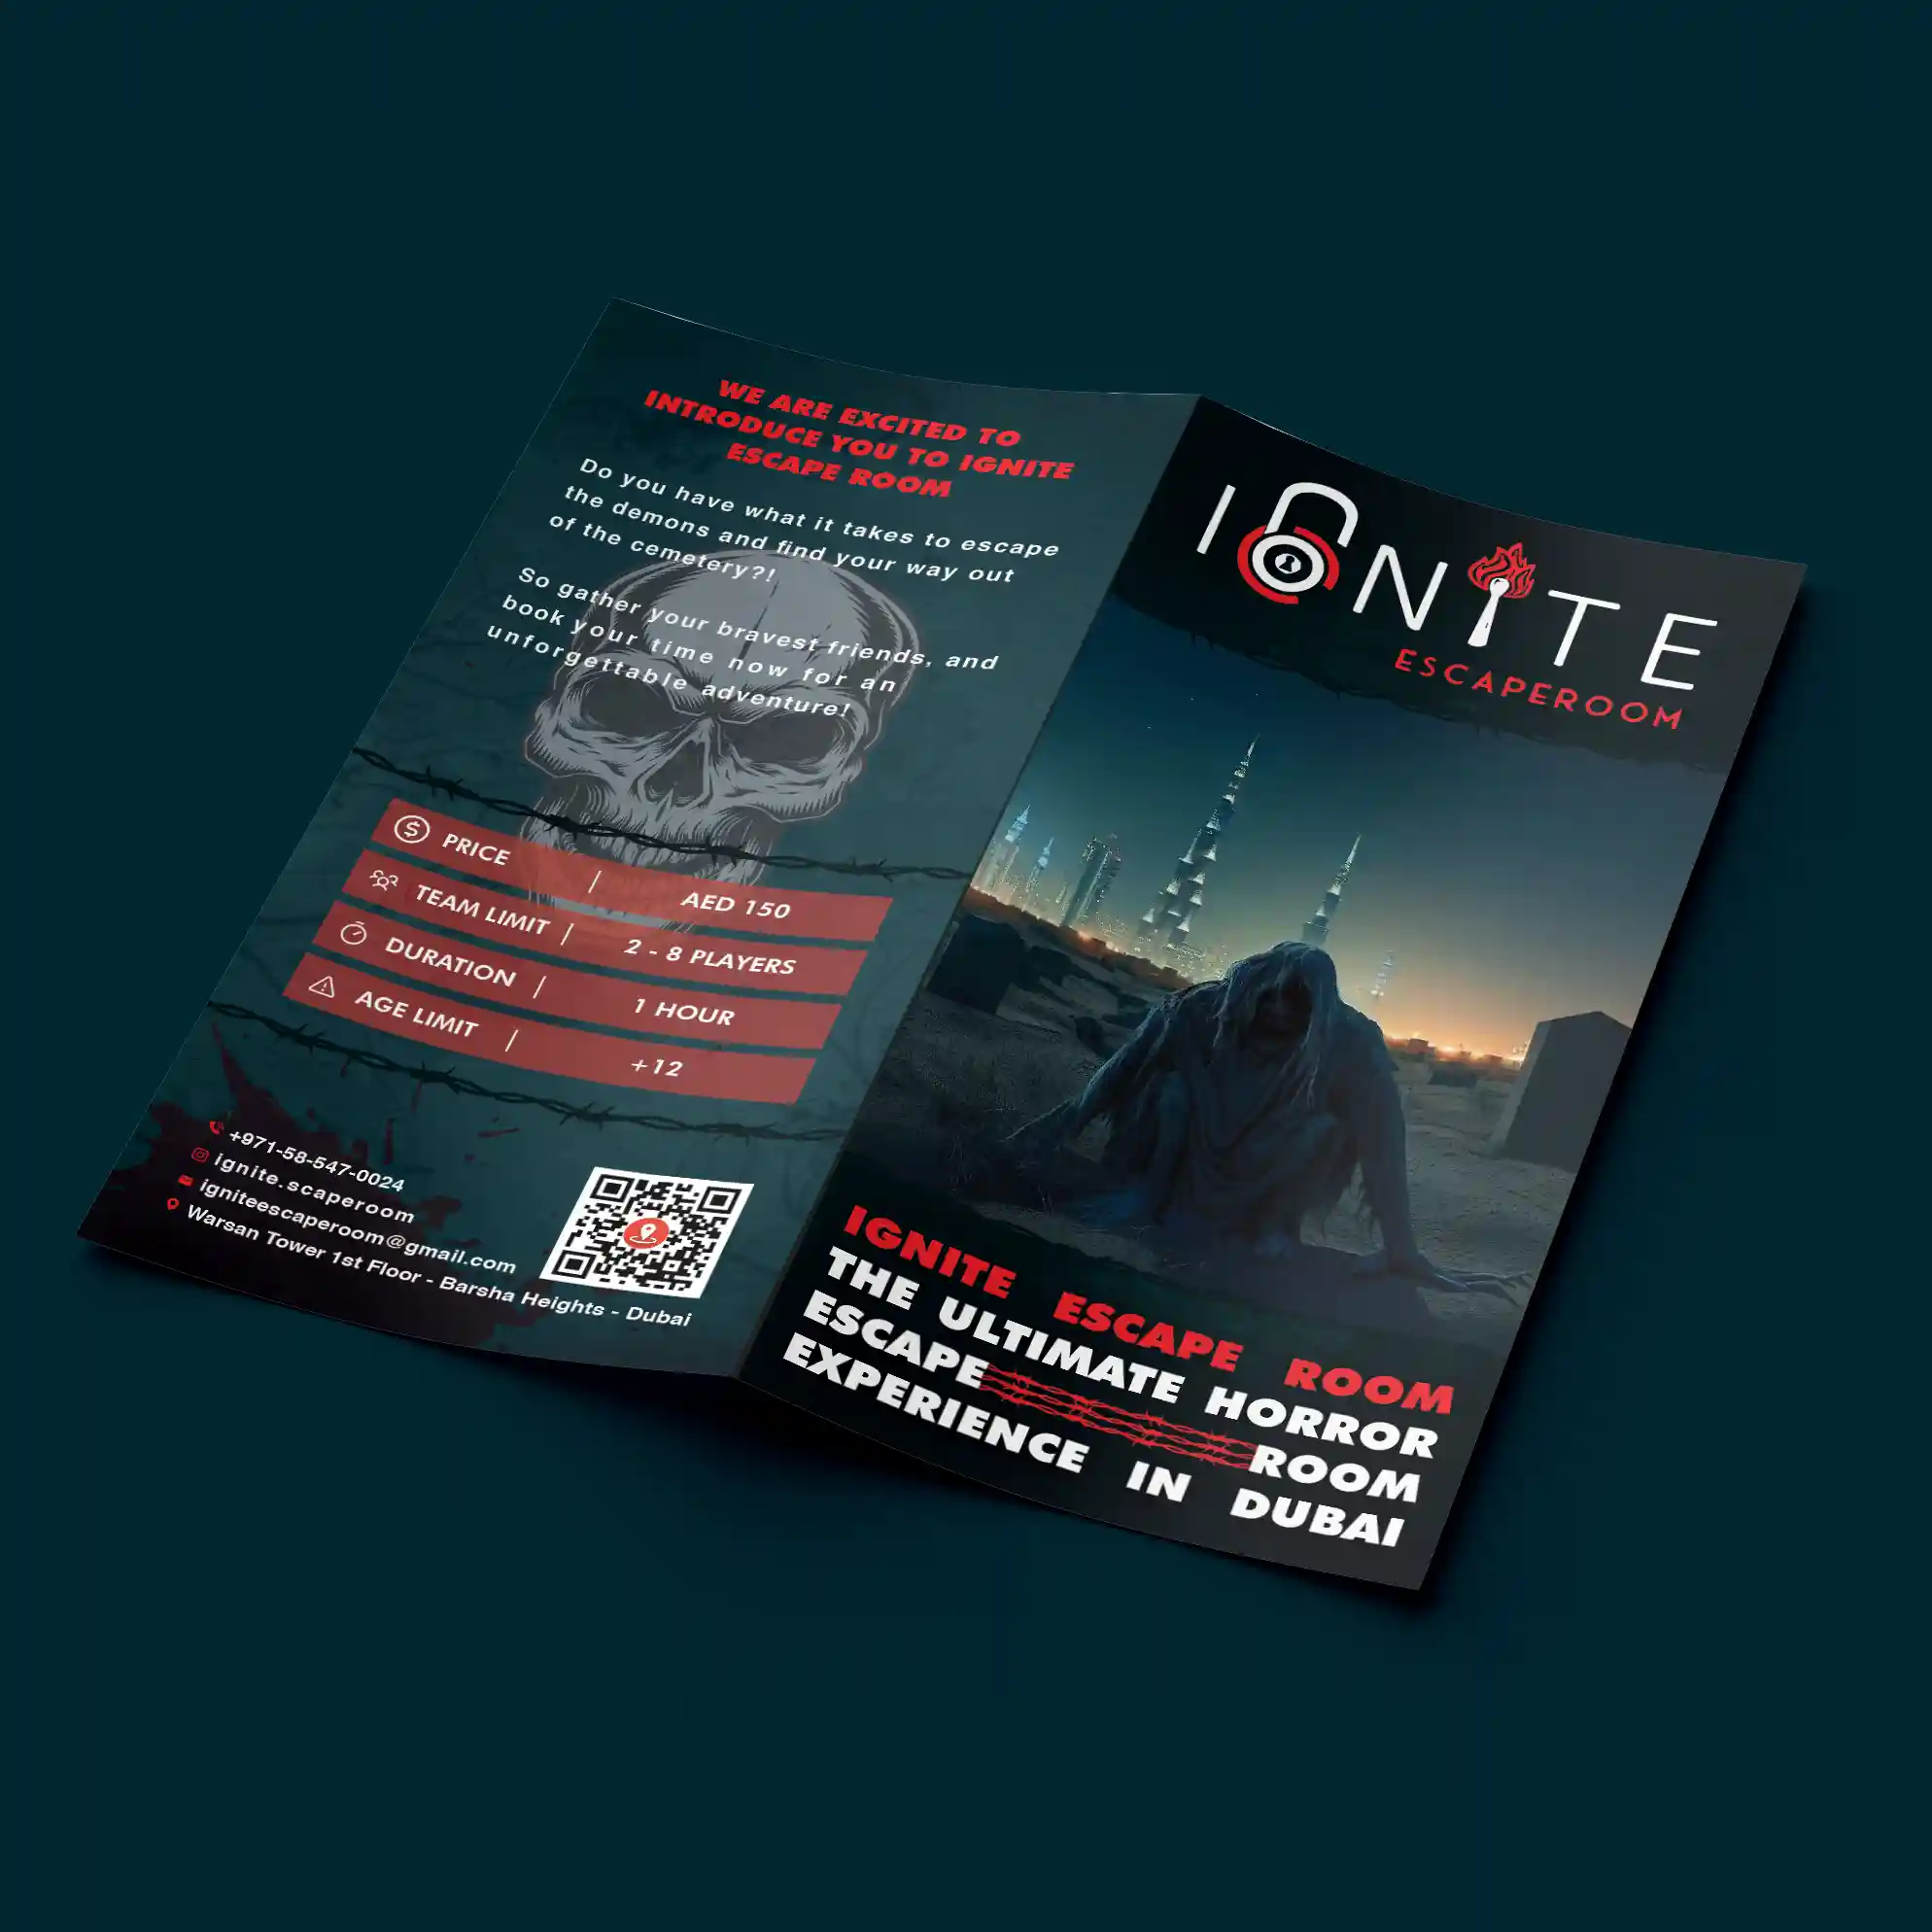 WE ARE EXCITED TO
INTRODUCE YOU TO IGNITE
ESCAPE ROOM
Do you have what it takes to escape
the demons and find your way out
of the cemetery?!
So gather your bravest friends, and
book your time now for an
unforgettable adventure!
PRICE | AED 150
TEAM LIMIT | 2 - 8 PLAYERS
DURATION | 1 HOUR
AGE LIMIT | +12
+971-58-547-0024
ignite.scaperoom
igniteescaperoom@gmail.com
Warsan Tower 1st Floor - Barsha Heights - Dubai
IGNITE
ESCAPEROOM
IGNITE ESCAPE ROOM
THE ULTIMATE HORROR
ESCAPE ROOM
EXPERIENCE IN DUBAI